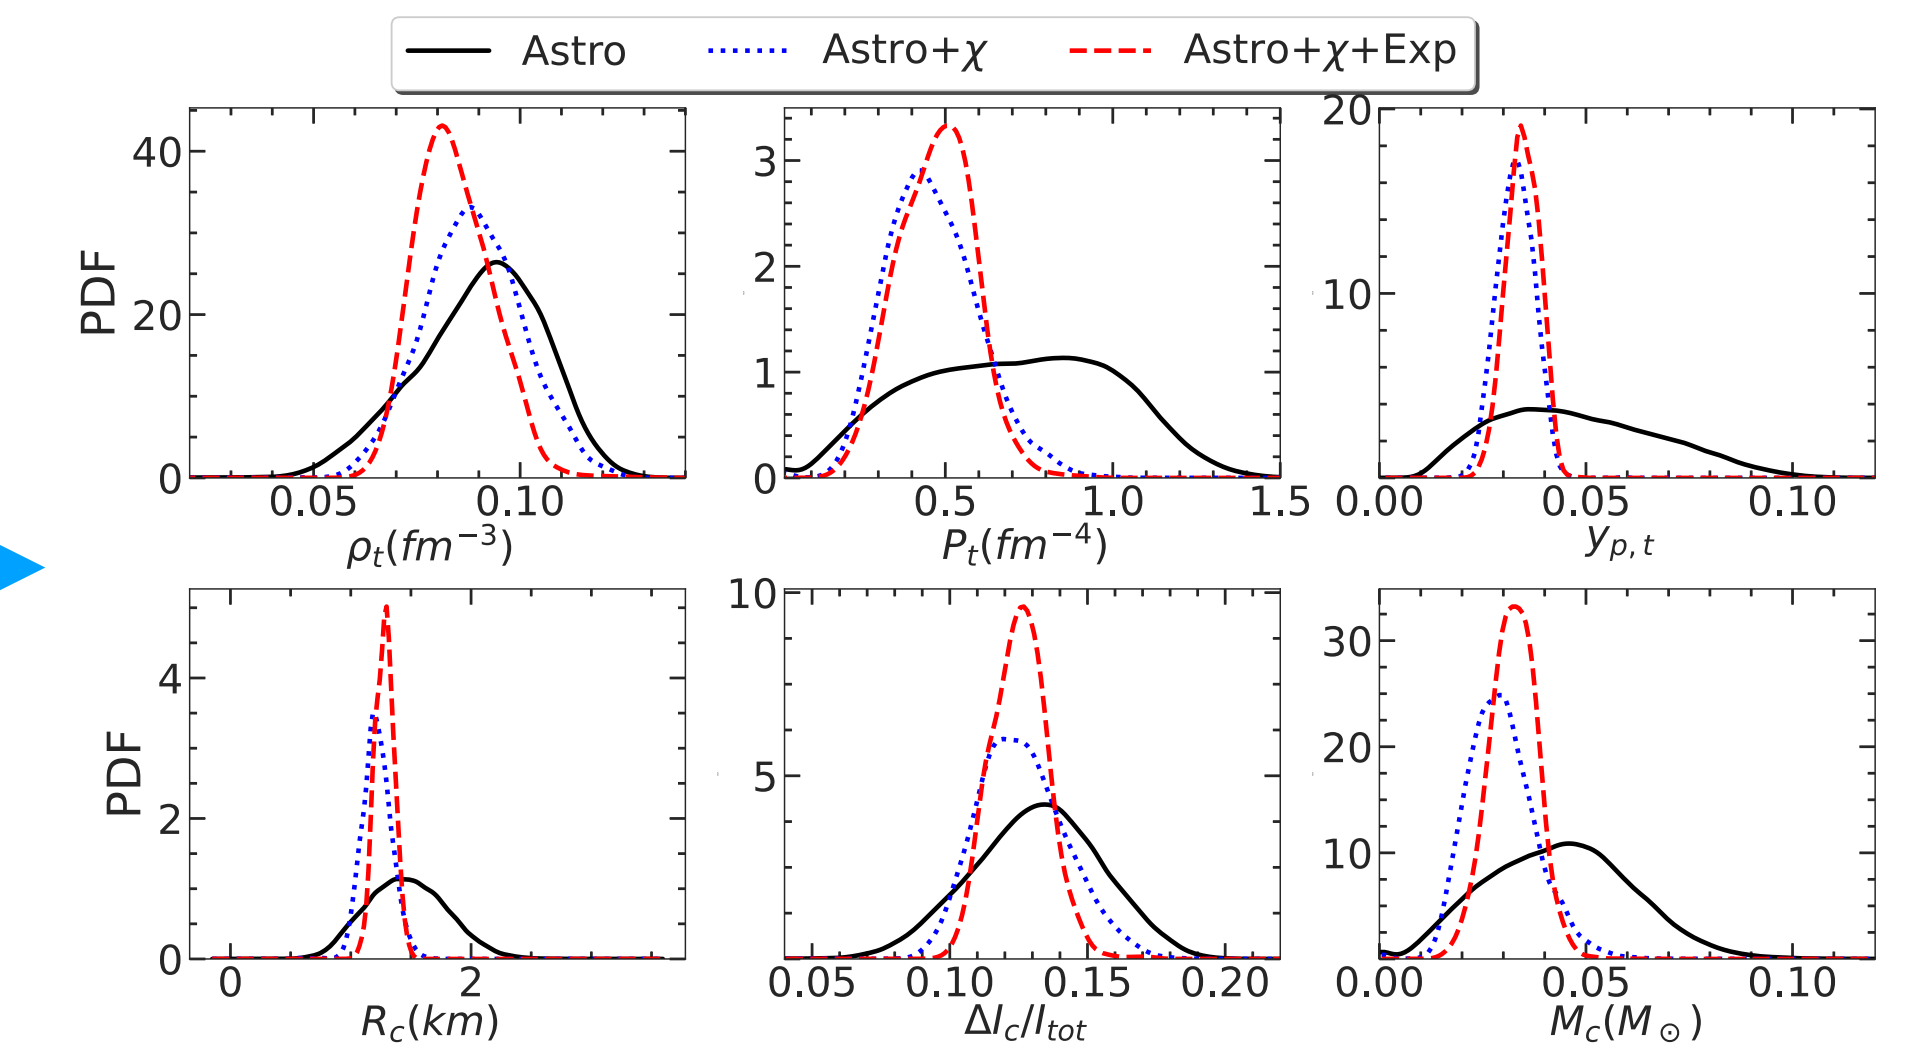 Astro Astro+χ Astro+χ+Exp
PDF
0 20 40
0.05 0.10
ρt(fm⁻³)
0 1 2 3
0.5 1.0 1.5
Pt(fm⁻⁴)
10 20
0.00 0.05 0.10
yp, t
PDF
0 2 4
0 2
Rc(km)
5 10
0.05 0.10 0.15 0.20
ΔIc/Itot
10 20 30
0.00 0.05 0.10
Mc(M⊙)